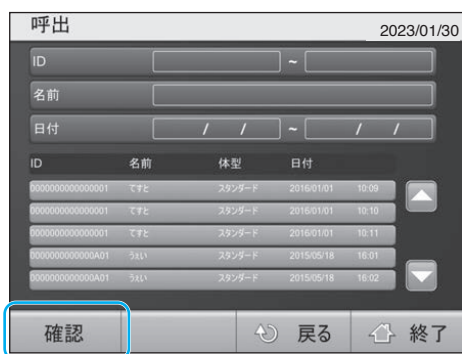 呼出
2023/01/30
ID ~
名前
日付 / / ~ / /
ID 名前 体型 日付
0000000000000001 てすと スタンダード 2016/01/01 10:09
0000000000000001 てすと スタンダード 2016/01/01 10:10
0000000000000001 てすと スタンダード 2016/01/01 10:11
0000000000000A01 うえい スタンダード 2015/05/18 16:01
0000000000000A01 うえい スタンダード 2015/05/18 16:02
確認 戻る 終了